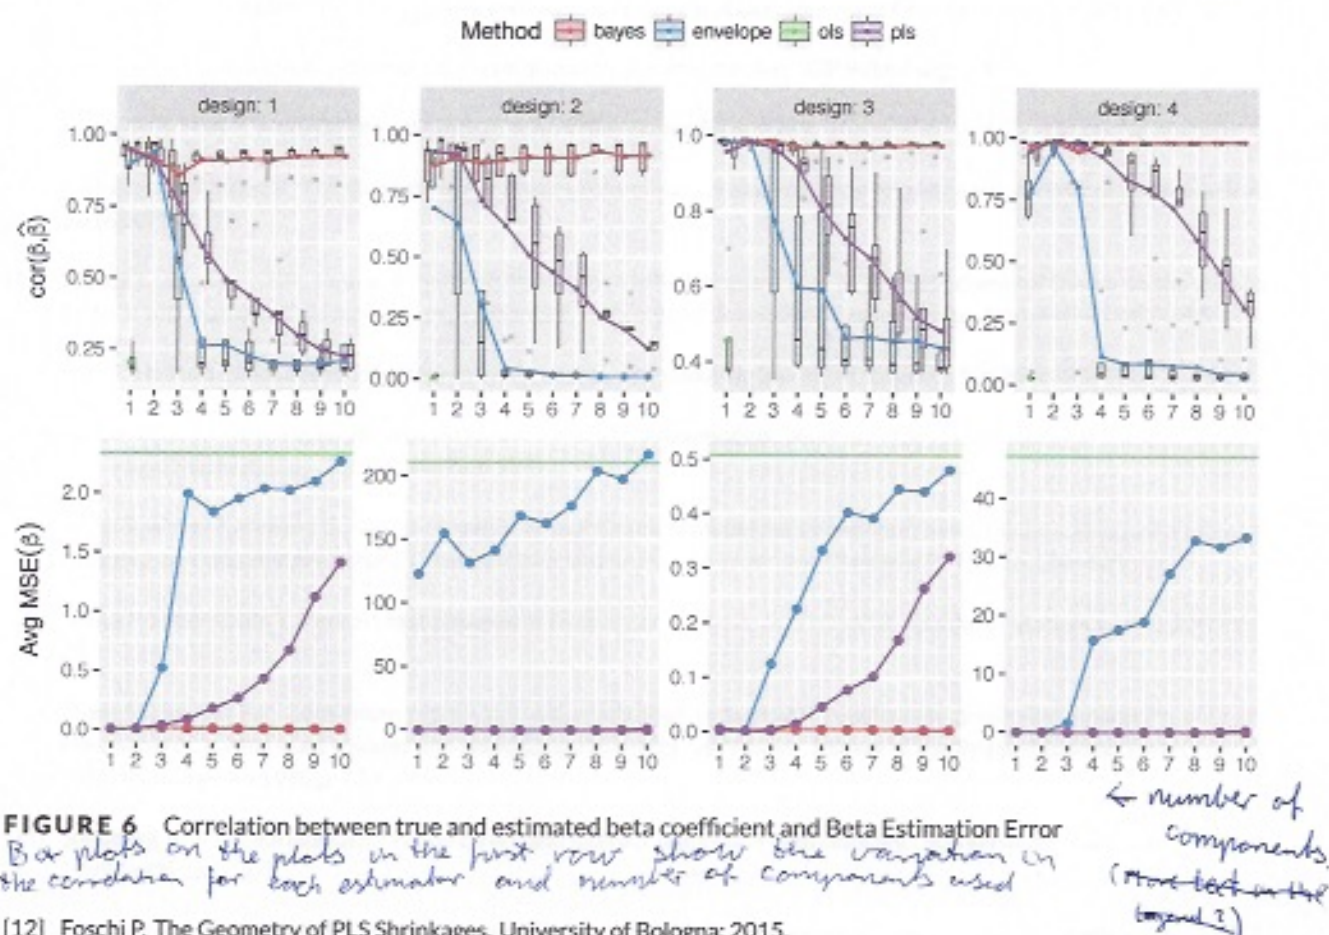 Method bayes envelope ols pls
design: 1 design: 2 design: 3 design: 4
cor(β,β̂)
1.00 1.00 1.0 1.00
0.75 0.75 0.8 0.75
0.50 0.50 0.6 0.50
0.25 0.25 0.4 0.25
0.00 0.00
1 2 3 4 5 6 7 8 9 10 1 2 3 4 5 6 7 8 9 10 1 2 3 4 5 6 7 8 9 10 1 2 3 4 5 6 7 8 9 10
Avg MSE(β)
2.0 200 0.5 40
1.5 150 0.4 30
1.0 100 0.3 20
0.5 50 0.2 10
0.0 0 0.1 0
0.0
1 2 3 4 5 6 7 8 9 10 1 2 3 4 5 6 7 8 9 10 1 2 3 4 5 6 7 8 9 10 1 2 3 4 5 6 7 8 9 10
← number of
components,
FIGURE 6 Correlation between true and estimated beta coefficient and Beta Estimation Error
plots on the plots in the first row show the variation in
the correlation for each estimator and number of components used
legend?)
[12] Foschi P. The Geometry of PLS Shrinkages. University of Bologna; 2015.